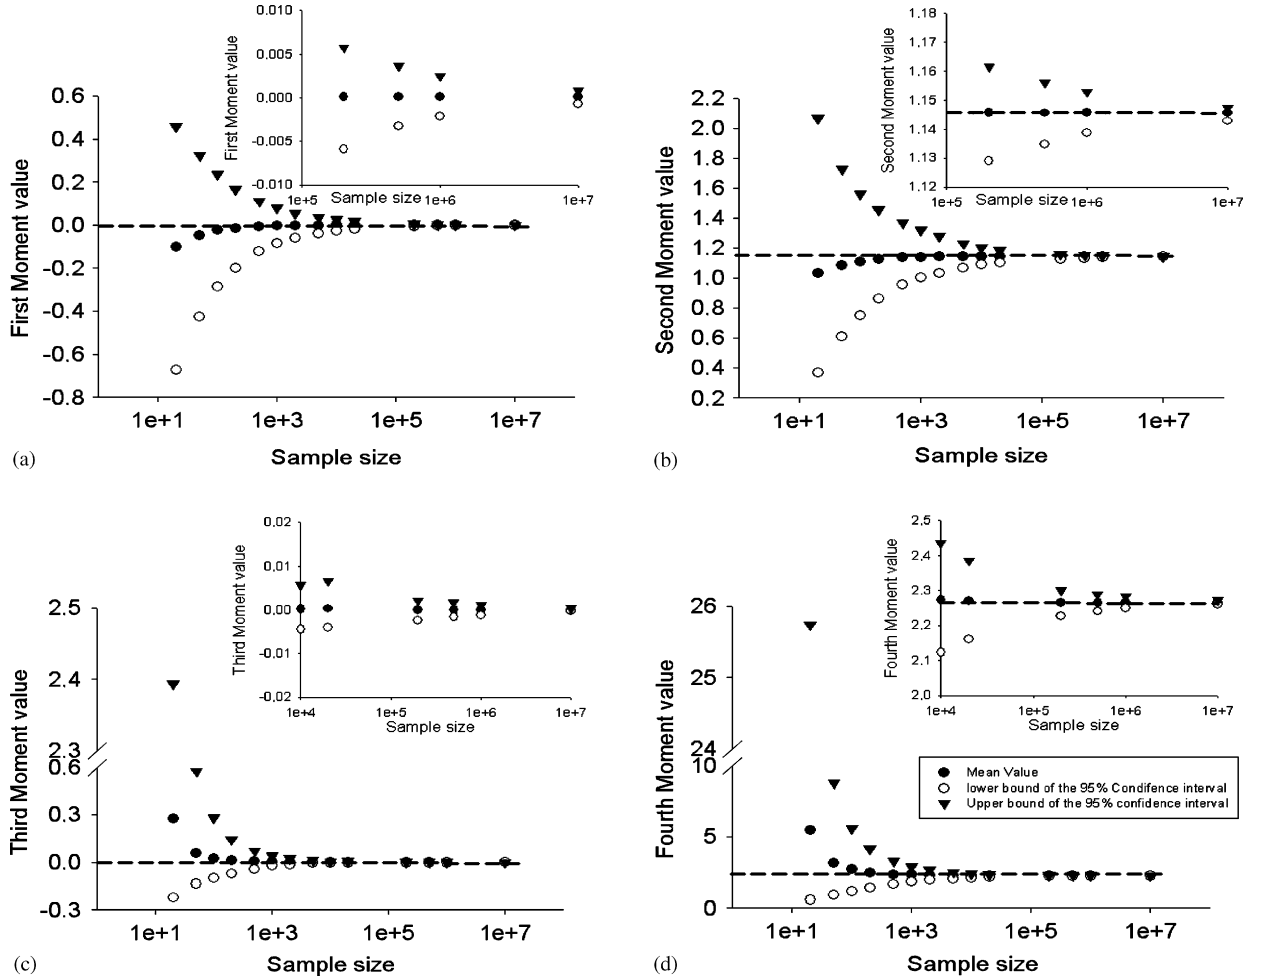 0.010
0.005
0.000
-0.005
-0.010
First Moment value
1e+5
Sample size
1e+6
1e+7
0.6
0.4
0.2
0.0
-0.2
-0.4
-0.6
-0.8
First Moment value
1e+1
1e+3
1e+5
1e+7
Sample size
(a)
1.18
1.17
1.16
1.15
1.14
1.13
1.12
Second Moment value
1e+5
Sample size
1e+6
1e+7
2.2
2.0
1.8
1.6
1.4
1.2
1.0
0.8
0.6
0.4
0.2
Second Moment value
1e+1
1e+3
1e+5
1e+7
Sample size
(b)
0.02
0.01
0.00
-0.01
-0.02
Third Moment value
1e+4
1e+5
1e+6
1e+7
Sample size
2.5
2.4
2.3
0.6
0.3
0.0
-0.3
Third Moment value
1e+1
1e+3
1e+5
1e+7
Sample size
(c)
2.5
2.4
2.3
2.2
2.1
2.0
Fourth Moment value
1e+4
1e+5
1e+6
1e+7
Sample size
26
25
24
10
5
0
Fourth Moment value
Mean Value
lower bound of the 95% Condifence interval
Upper bound of the 95% confidence interval
1e+1
1e+3
1e+5
1e+7
Sample size
(d)